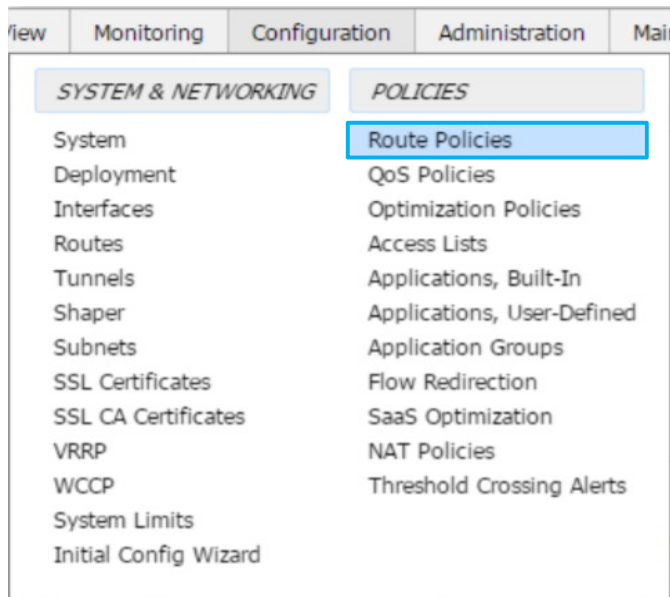 Monitoring
Configuration
Administration
SYSTEM & NETWORKING
System
Deployment
Interfaces
Routes
Tunnels
Shaper
Subnets
SSL Certificates
SSL CA Certificates
VRRP
WCCP
System Limits
Initial Config Wizard
POLICIES
Route Policies
QoS Policies
Optimization Policies
Access Lists
Applications, Built-In
Applications, User-Defined
Application Groups
Flow Redirection
SaaS Optimization
NAT Policies
Threshold Crossing Alerts